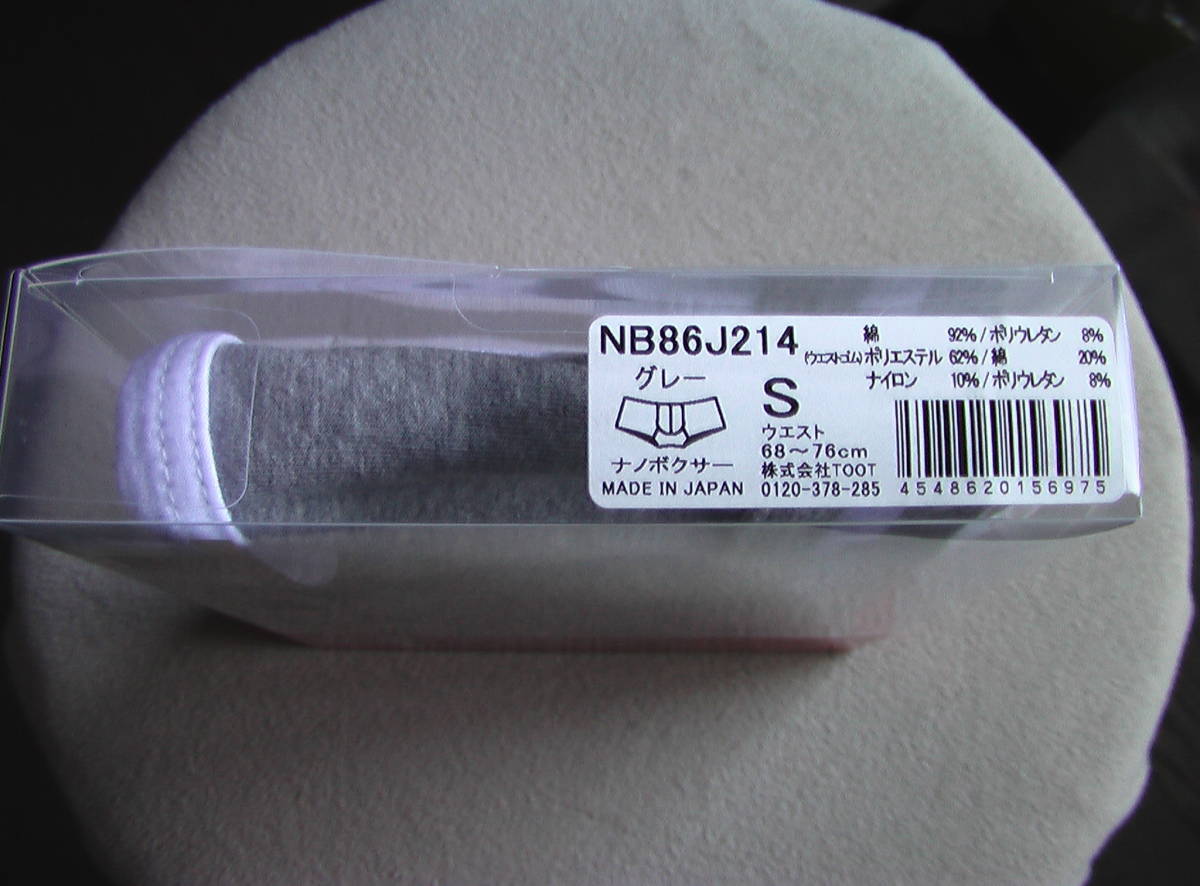 NB86J214
綿 92% / ポリウレタン 8%
(ウエストゴム)ポリエステル 62% / 綿 20%
ナイロン 10% / ポリウレタン 8%
グレー
ナノボクサー
MADE IN JAPAN
S
ウエスト
68～76cm
株式会社TOOT
0120-378-285
4548620156975